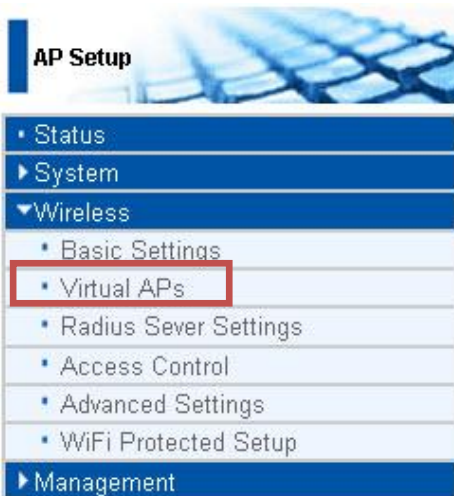 AP Setup
Status
System
Wireless
Basic Settings
Virtual APs
Radius Sever Settings
Access Control
Advanced Settings
WiFi Protected Setup
Management